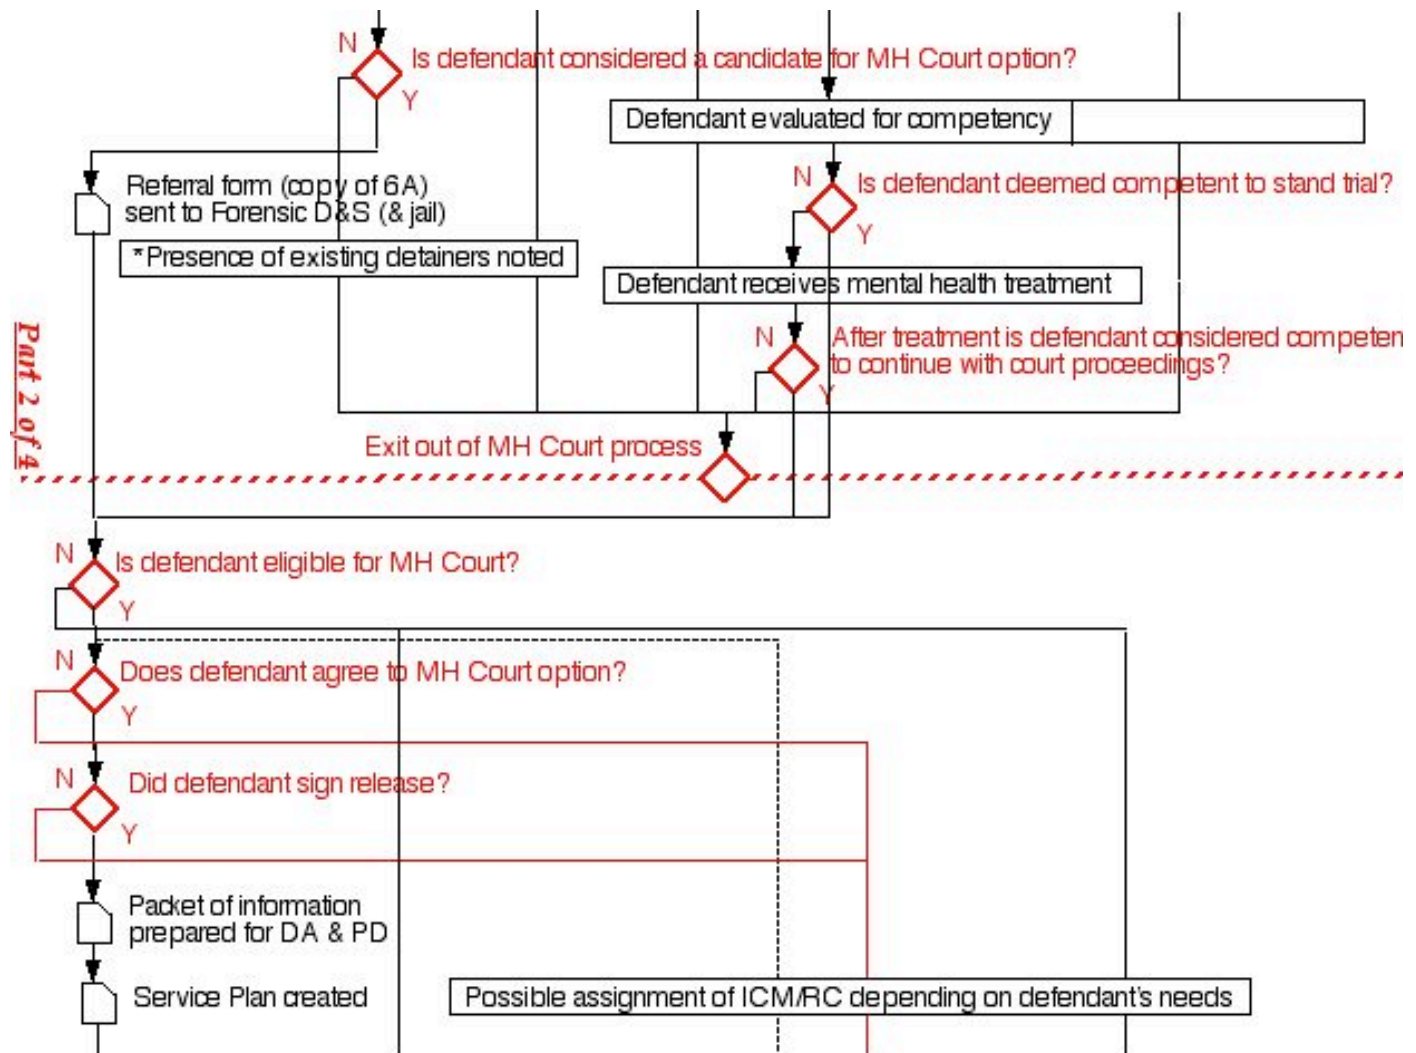 N
Is defendant considered a candidate for MH Court option?
Y
Defendant evaluated for competency
Referral form (copy of 6A)
sent to Forensic D&S (& jail)
N
Is defendant deemed competent to stand trial?
Y
*Presence of existing detainers noted
Defendant receives mental health treatment
Part 2 of 4
N
After treatment is defendant considered competen
to continue with court proceedings?
Y
Exit out of MH Court process
N
Is defendant eligible for MH Court?
Y
N
Does defendant agree to MH Court option?
Y
N
Did defendant sign release?
Y
Packet of information
prepared for DA & PD
Service Plan created
Possible assignment of ICM/RC depending on defendant's needs